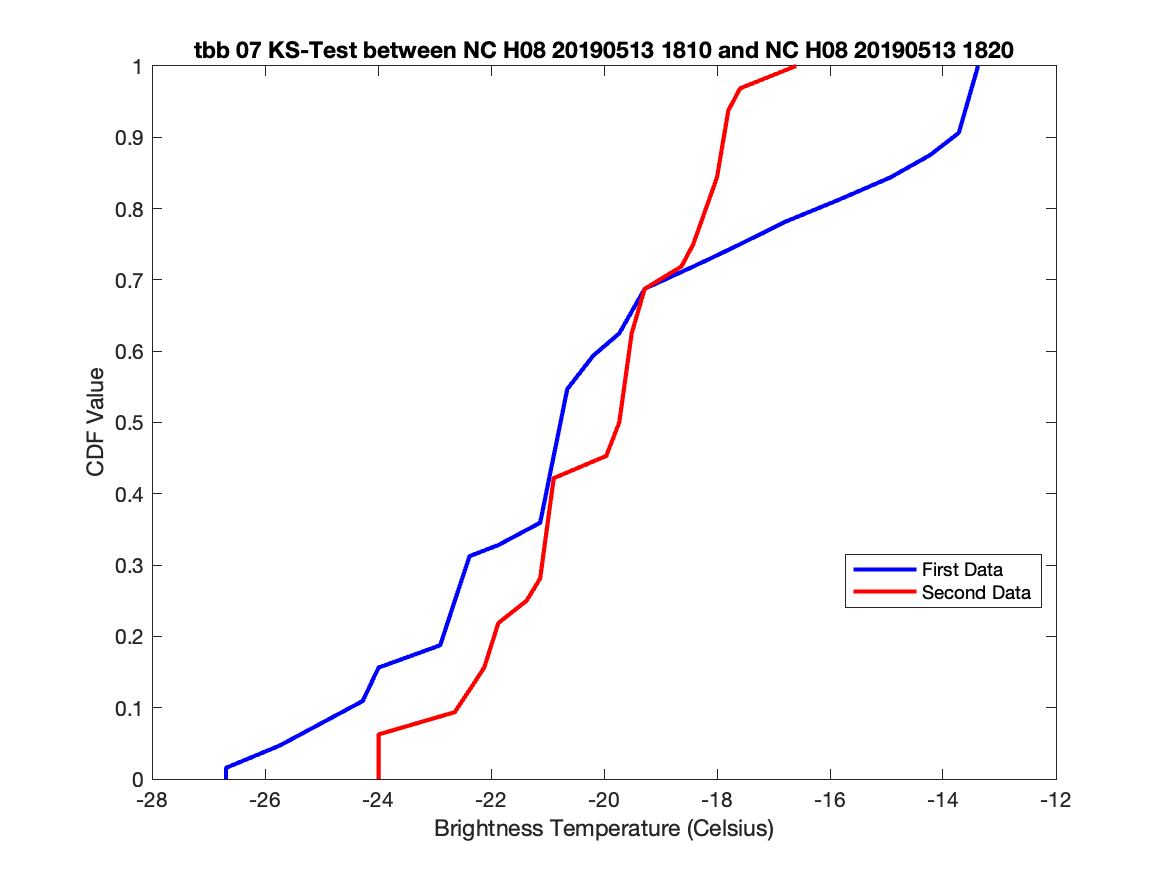 tbb 07 KS-Test between NC H08 20190513 1810 and NC H08 20190513 1820
1
0.9
0.8
0.7
0.6
0.5
0.4
0.3
0.2
0.1
0
CDF Value
First Data
Second Data
-28 -26 -24 -22 -20 -18 -16 -14 -12
Brightness Temperature (Celsius)